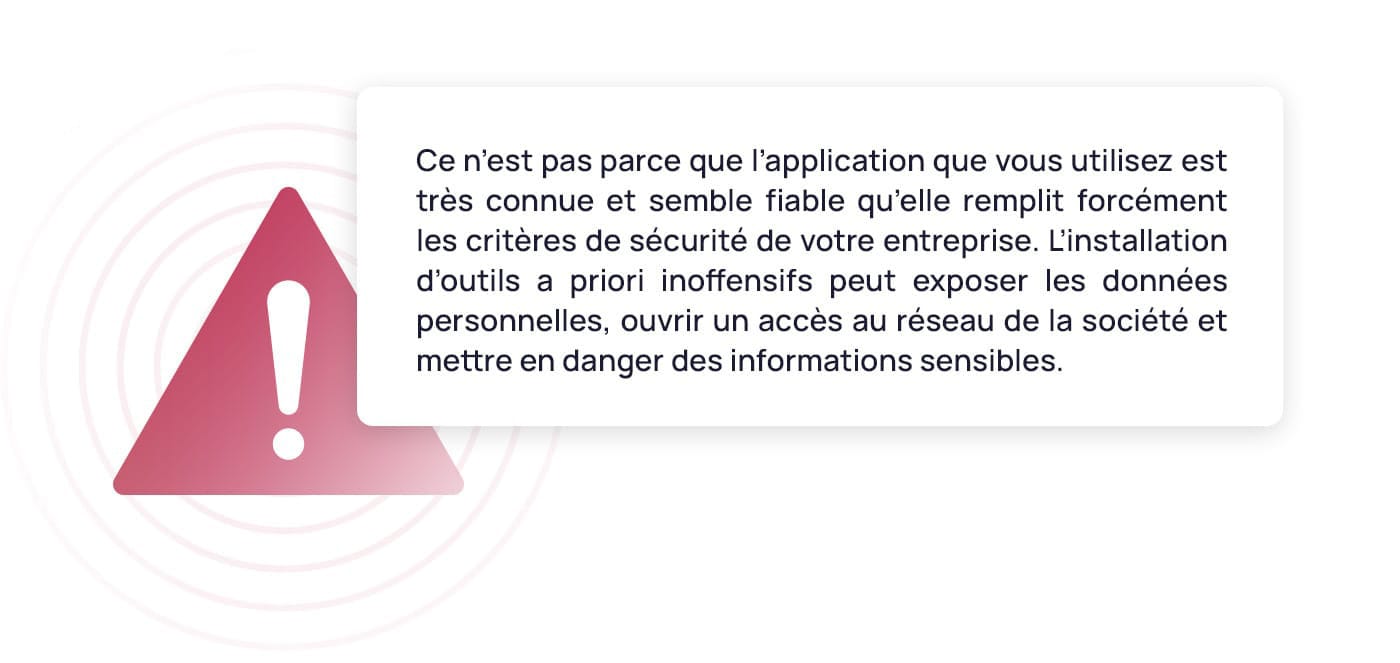 Ce n’est pas parce que l’application que vous utilisez est
très connue et semble fiable qu’elle remplit forcément
les critères de sécurité de votre entreprise. L’installation
d’outils a priori inoffensifs peut exposer les données
personnelles, ouvrir un accès au réseau de la société et
mettre en danger des informations sensibles.